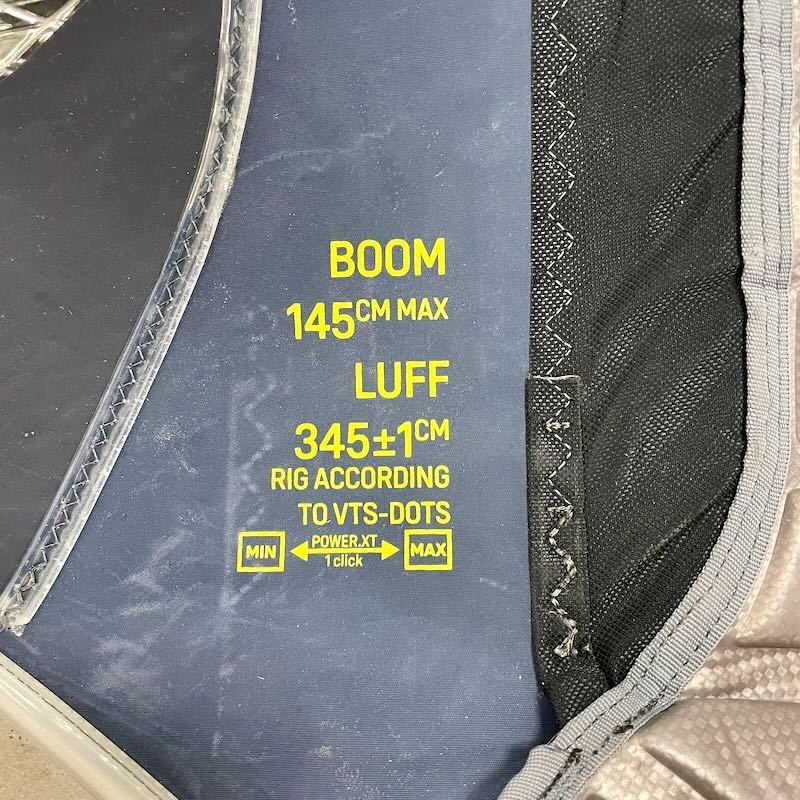 BOOM
145CM MAX
LUFF
345±1CM
RIG ACCORDING
TO VTS-DOTS
MIN POWER.XT MAX
1 click